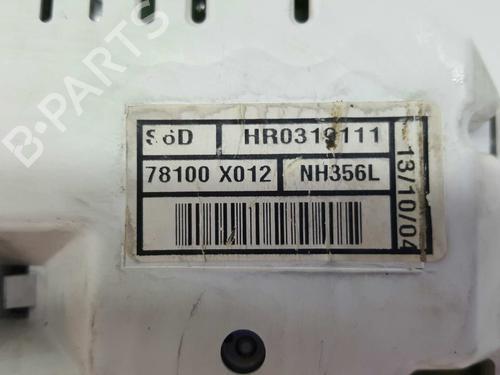 B-PARTS
S6D HR0319111
78100 X012 NH356L
13/10/04